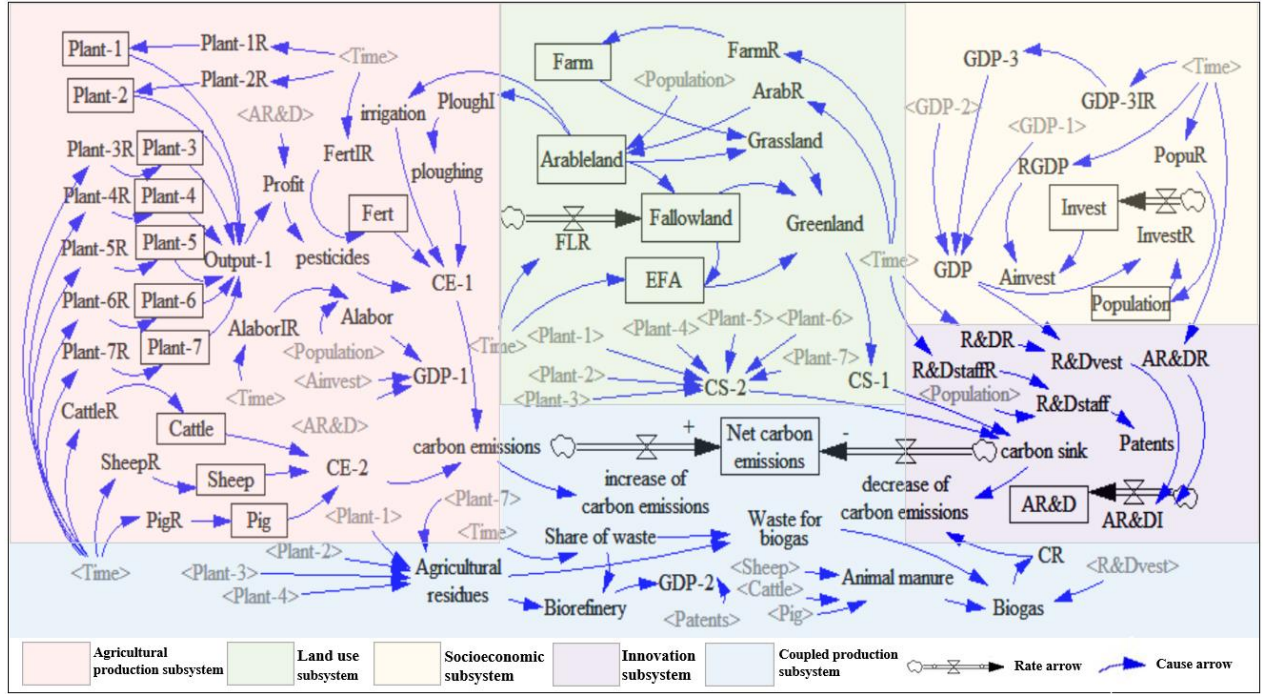 Plant-1
Plant-1R
<Time>
Plant-2
Plant-2R
<AR&D>
irrigation
PloughI
FertIR
ploughing
Plant-3R
Plant-3
Plant-4R
Plant-4
Profit
Fert
Plant-5R
Plant-5
Output-1
pesticides
CE-1
Plant-6R
Plant-6
AlaborIR
Alabor
Plant-7R
Plant-7
<Population>
<Ainvest>
GDP-1
<Time>
CattleR
Cattle
<AR&D>
carbon emissions
SheepR
Sheep
CE-2
PigR
Pig
<Plant-1>
<Plant-7>
<Time>
Farm
FarmR
<Population>
ArabR
Arableland
Grassland
FLR
Fallowland
Greenland
EFA
<Time>
<Time>
<Plant-1>
<Plant-4>
<Plant-5>
<Plant-6>
<Plant-7>
<Plant-2>
<Plant-3>
CS-2
CS-1
GDP-3
<Time>
<GDP-2>
GDP-3IR
<GDP-1>
RGDP
PopuR
Invest
InvestR
GDP
Ainvest
Population
R&DR
R&Dvest
AR&DR
R&DstaffR
<Population>
R&Dstaff
Patents
carbon sink
AR&D
AR&DI
+
Net carbon
emissions
-
increase of
carbon emissions
decrease of
carbon emissions
<Time>
<Plant-2>
<Plant-3>
<Plant-4>
Agricultural
residues
Share of waste
Waste for
biogas
Biorefinery
GDP-2
<Patents>
<Sheep>
<Cattle>
<Pig>
Animal manure
Biogas
CR
<R&Dvest>
Agricultural
production subsystem
Land use
subsystem
Socioeconomic
subsystem
Innovation
subsystem
Coupled production
subsystem
Rate arrow
Cause arrow